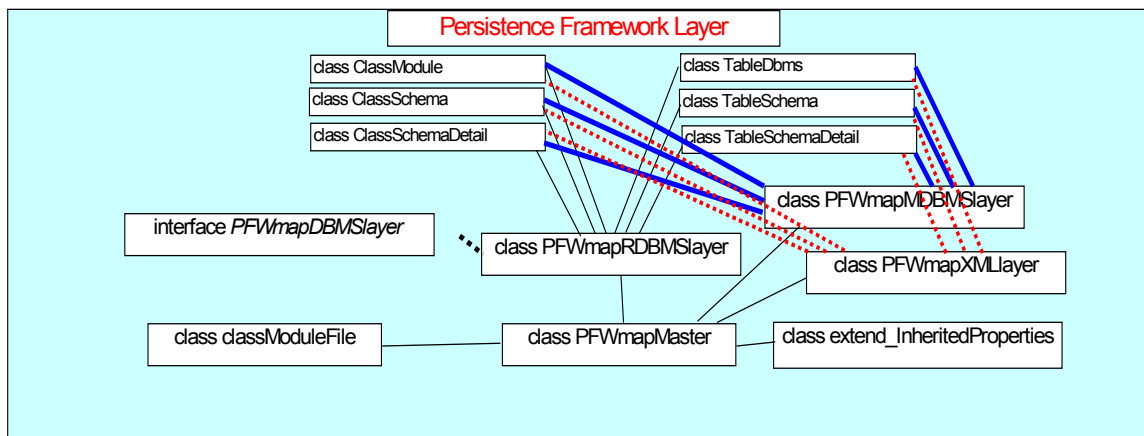 Persistence Framework Layer
class ClassModule
class TableDbms
class ClassSchema
class TableSchema
class ClassSchemaDetail
class TableSchemaDetail
class PFWmapMDBMSlayer
interface PFWmapDBMSlayer
class PFWmapRDBMSlayer
class PFWmapXMLlayer
class classModuleFile
class PFWmapMaster
class extend_InheritedProperties